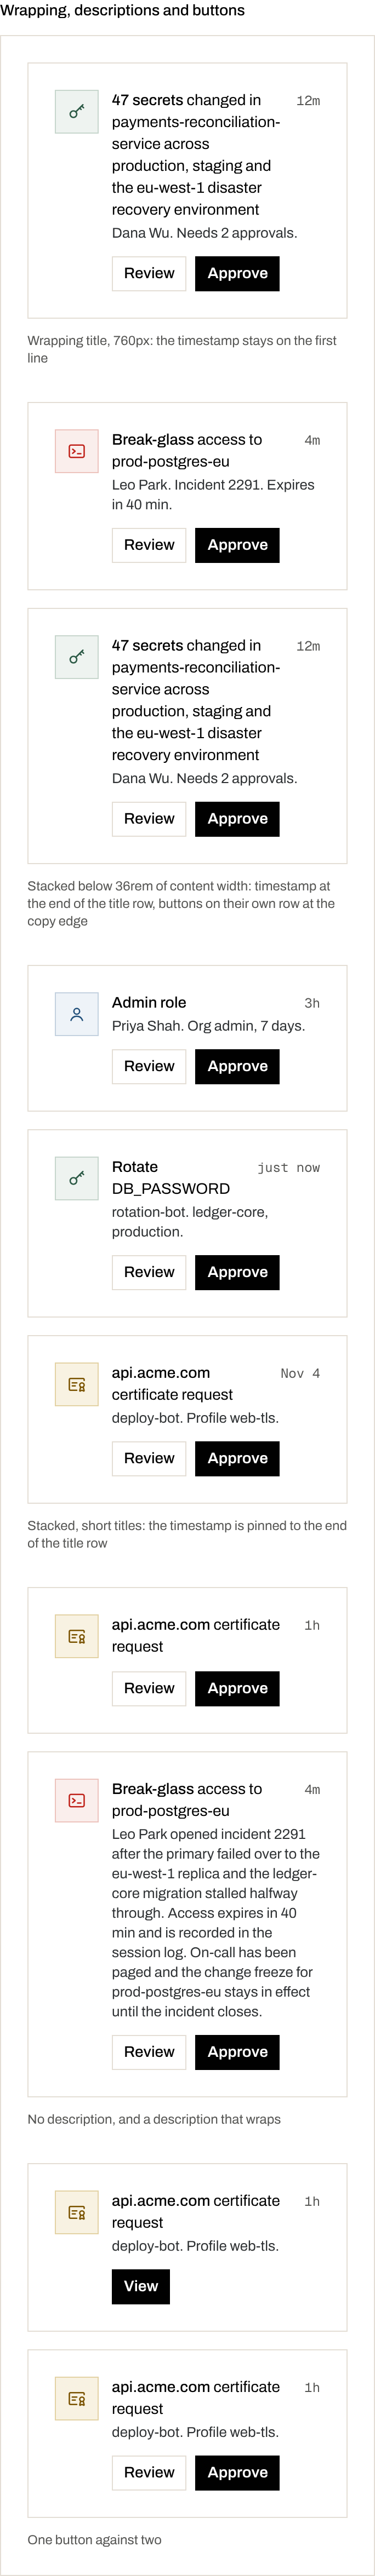 Wrapping, descriptions and buttons
47 secrets changed in 12m
payments-reconciliation-
service across
production, staging and
the eu-west-1 disaster
recovery environment
Dana Wu. Needs 2 approvals.
Review Approve
Wrapping title, 760px: the timestamp stays on the first
line
Break-glass access to 4m
prod-postgres-eu
Leo Park. Incident 2291. Expires
in 40 min.
Review Approve
47 secrets changed in 12m
payments-reconciliation-
service across
production, staging and
the eu-west-1 disaster
recovery environment
Dana Wu. Needs 2 approvals.
Review Approve
Stacked below 36rem of content width: timestamp at
the end of the title row, buttons on their own row at the
copy edge
Admin role 3h
Priya Shah. Org admin, 7 days.
Review Approve
Rotate just now
DB_PASSWORD
rotation-bot. ledger-core,
production.
Review Approve
api.acme.com Nov 4
certificate request
deploy-bot. Profile web-tls.
Review Approve
Stacked, short titles: the timestamp is pinned to the end
of the title row
api.acme.com certificate 1h
request
Review Approve
Break-glass access to 4m
prod-postgres-eu
Leo Park opened incident 2291
after the primary failed over to the
eu-west-1 replica and the ledger-
core migration stalled halfway
through. Access expires in 40
min and is recorded in the
session log. On-call has been
paged and the change freeze for
prod-postgres-eu stays in effect
until the incident closes.
Review Approve
No description, and a description that wraps
api.acme.com certificate 1h
request
deploy-bot. Profile web-tls.
View
api.acme.com certificate 1h
request
deploy-bot. Profile web-tls.
Review Approve
One button against two